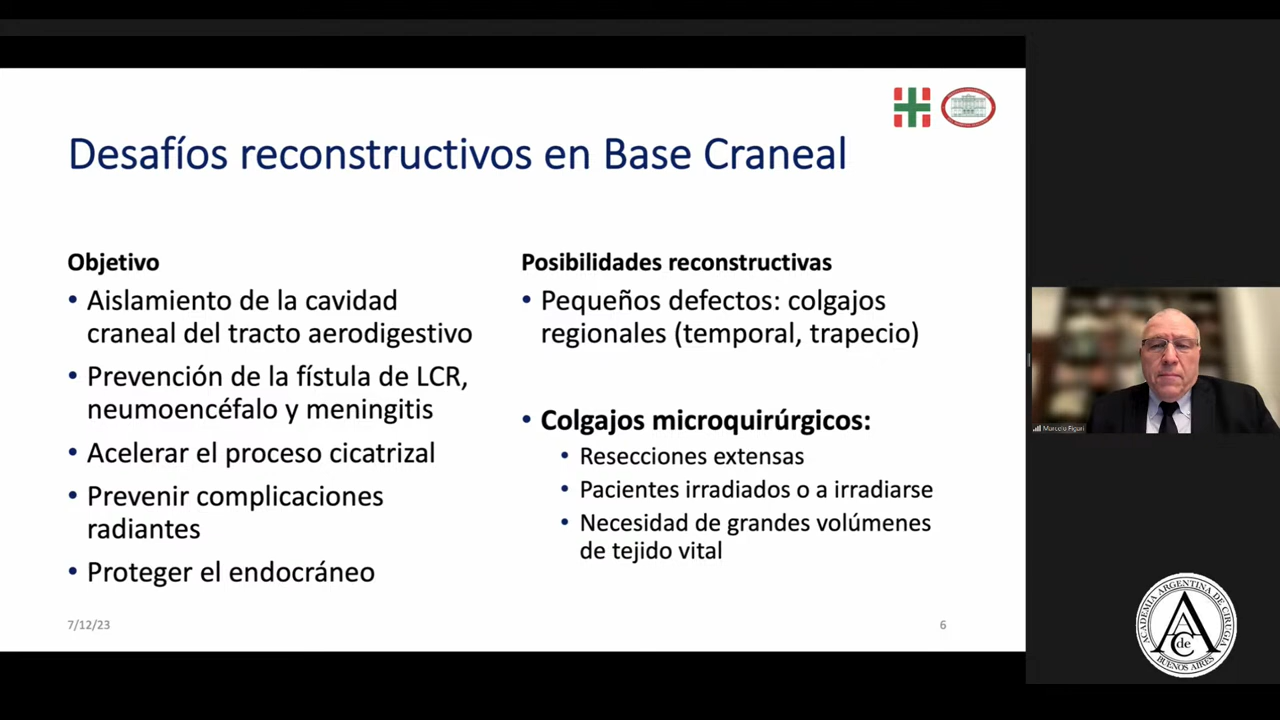 Desafíos reconstructivos en Base Craneal
Objetivo
• Aislamiento de la cavidad
craneal del tracto aerodigestivo
• Prevención de la fístula de LCR,
neumoencéfalo y meningitis
• Acelerar el proceso cicatrizal
• Prevenir complicaciones
radiantes
• Proteger el endocráneo
Posibilidades reconstructivas
• Pequeños defectos: colgajos
regionales (temporal, trapecio)
• Colgajos microquirúrgicos:
• Resecciones extensas
• Pacientes irradiados o a irradiarse
• Necesidad de grandes volúmenes
de tejido vital
7/12/23
6
Marcelo Figari
ACADEMIA ARGENTINA DE CIRUGIA
A de C
BUENOS AIRES